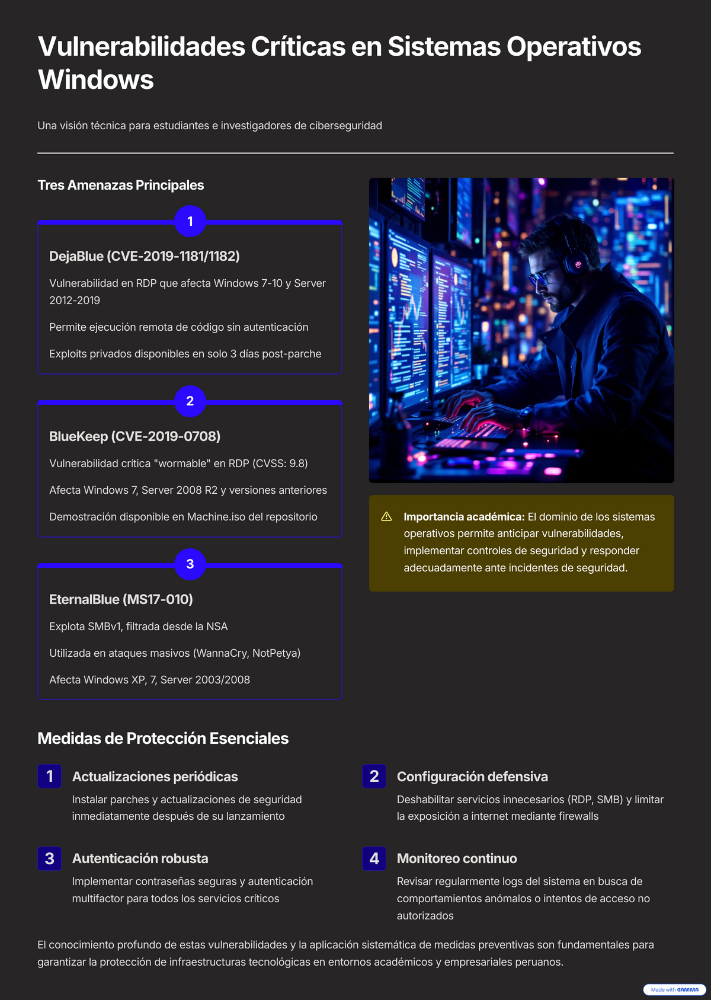 Vulnerabilidades Críticas en Sistemas Operativos
Windows
Una visión técnica para estudiantes e investigadores de ciberseguridad
Tres Amenazas Principales
1
DejaBlue (CVE-2019-1181/1182)
Vulnerabilidad en RDP que afecta Windows 7-10 y Server
2012-2019
Permite ejecución remota de código sin autenticación
Exploits privados disponibles en solo 3 días post-parche
2
BlueKeep (CVE-2019-0708)
Vulnerabilidad crítica "wormable" en RDP (CVSS: 9.8)
Afecta Windows 7, Server 2008 R2 y versiones anteriores
Demostración disponible en Machine.iso del repositorio
3
EternalBlue (MS17-010)
Explota SMBv1, filtrada desde la NSA
Utilizada en ataques masivos (WannaCry, NotPetya)
Afecta Windows XP, 7, Server 2003/2008
Importancia académica: El dominio de los sistemas
operativos permite anticipar vulnerabilidades,
implementar controles de seguridad y responder
adecuadamente ante incidentes de seguridad.
Medidas de Protección Esenciales
1
Actualizaciones periódicas
Instalar parches y actualizaciones de seguridad
inmediatamente después de su lanzamiento
2
Configuración defensiva
Deshabilitar servicios innecesarios (RDP, SMB) y limitar
la exposición a internet mediante firewalls
3
Autenticación robusta
Implementar contraseñas seguras y autenticación
multifactor para todos los servicios críticos
4
Monitoreo continuo
Revisar regularmente logs del sistema en busca de
comportamientos anómalos o intentos de acceso no
autorizados
El conocimiento profundo de estas vulnerabilidades y la aplicación sistemática de medidas preventivas son fundamentales para
garantizar la protección de infraestructuras tecnológicas en entornos académicos y empresariales peruanos.
Made with GAMMA